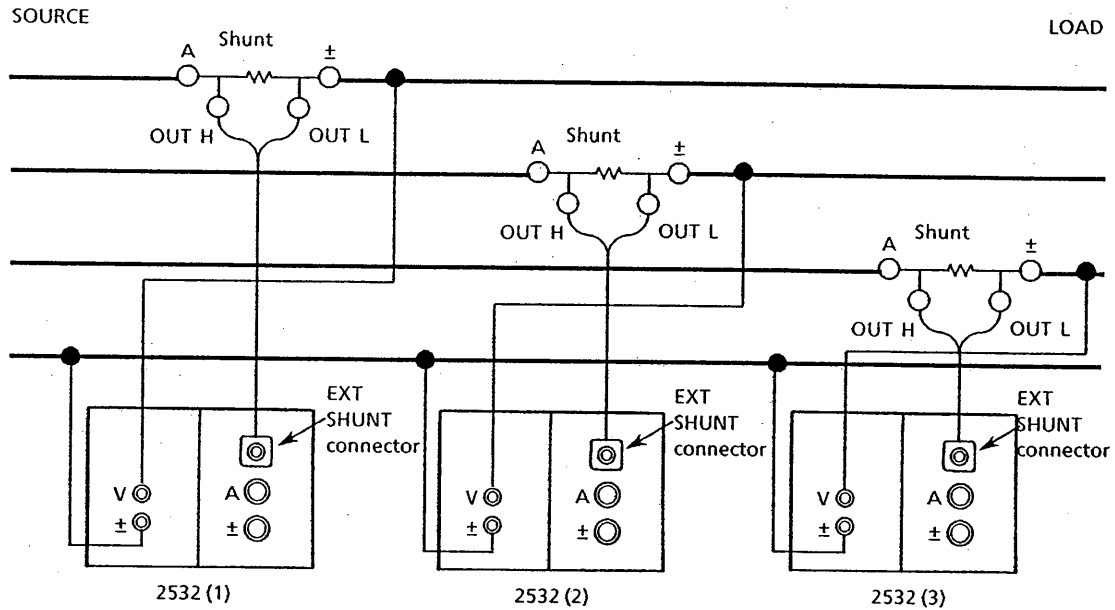 SOURCE
LOAD
A
Shunt
±
OUT H
OUT L
A
Shunt
±
OUT H
OUT L
A
Shunt
±
OUT H
OUT L
EXT
SHUNT
connector
V
±
A
±
2532 (1)
EXT
SHUNT
connector
V
±
A
±
2532 (2)
EXT
SHUNT
connector
V
±
A
±
2532 (3)